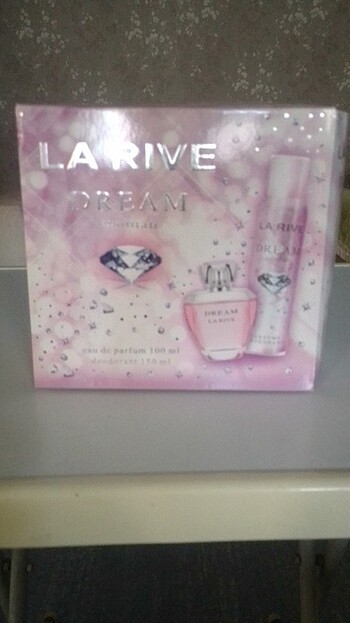 LA RIVE
DREAM
eau de parfum 100 ml
deodorant 150 ml
DREAM
LA RIVE
LA RIVE
DREAM